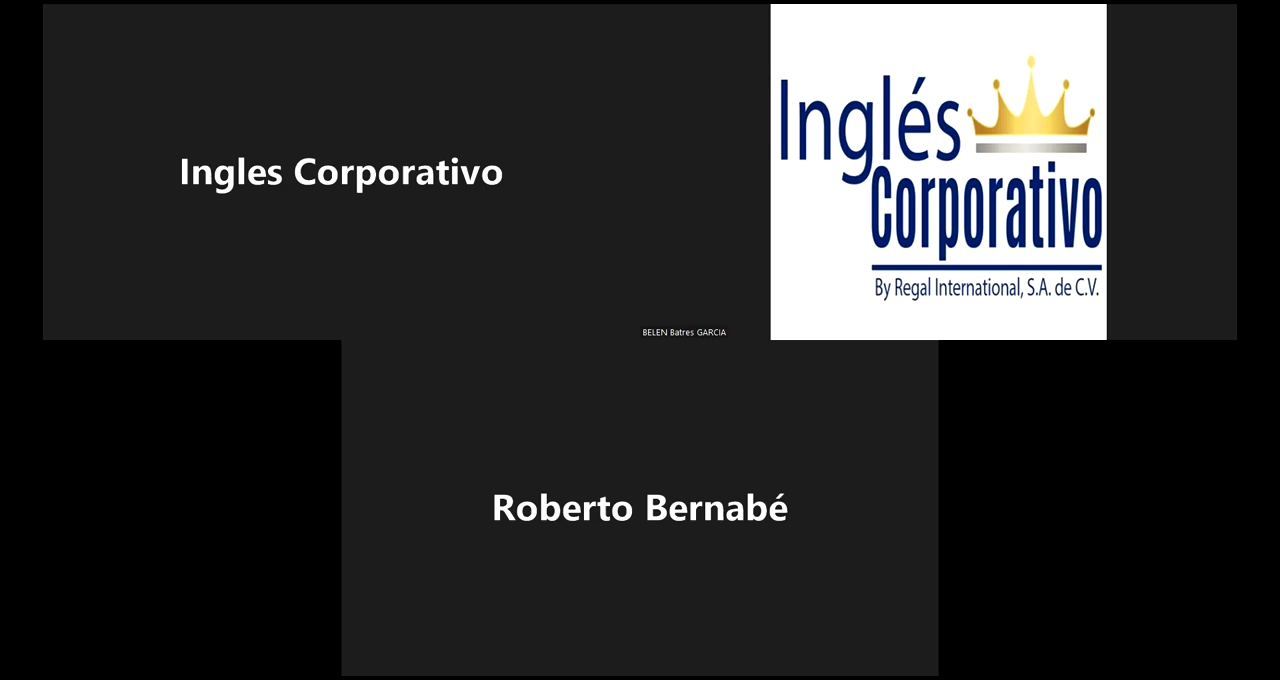 Ingles Corporativo
Inglés
Corporativo
By Regal International, S.A. de C.V.
BELEN Batres GARCIA
Roberto Bernabé